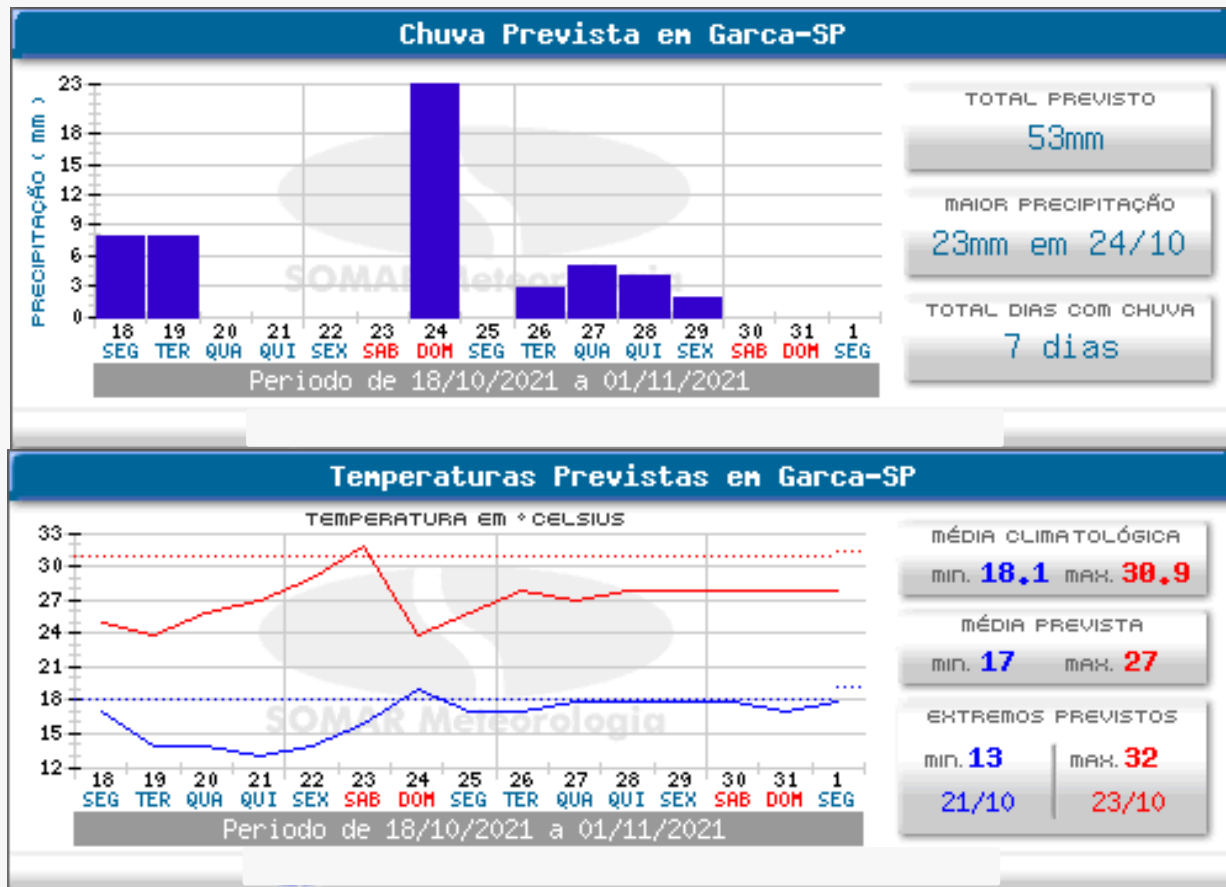 Chuva Prevista em Garca-SP
PRECIPITAÇÃO ( mm )
23
18
15
12
9
6
3
0
SOMAR Meteorologia
18 19 20 21 22 23 24 25 26 27 28 29 30 31 1
SEG TER QUA QUI SEX SAB DOM SEG TER QUA QUI SEX SAB DOM SEG
Periodo de 18/10/2021 a 01/11/2021
TOTAL PREVISTO
53mm
MAIOR PRECIPITAÇÃO
23mm em 24/10
TOTAL DIAS COM CHUVA
7 dias
Temperaturas Previstas em Garca-SP
TEMPERATURA EM °CELSIUS
33
30
27
24
21
18
15
12
SOMAR Meteorologia
18 19 20 21 22 23 24 25 26 27 28 29 30 31 1
SEG TER QUA QUI SEX SAB DOM SEG TER QUA QUI SEX SAB DOM SEG
Periodo de 18/10/2021 a 01/11/2021
MÉDIA CLIMATOLÓGICA
min. 18.1 max. 30.9
MÉDIA PREVISTA
min. 17 max. 27
EXTREMOS PREVISTOS
min. 13 max. 32
21/10 23/10